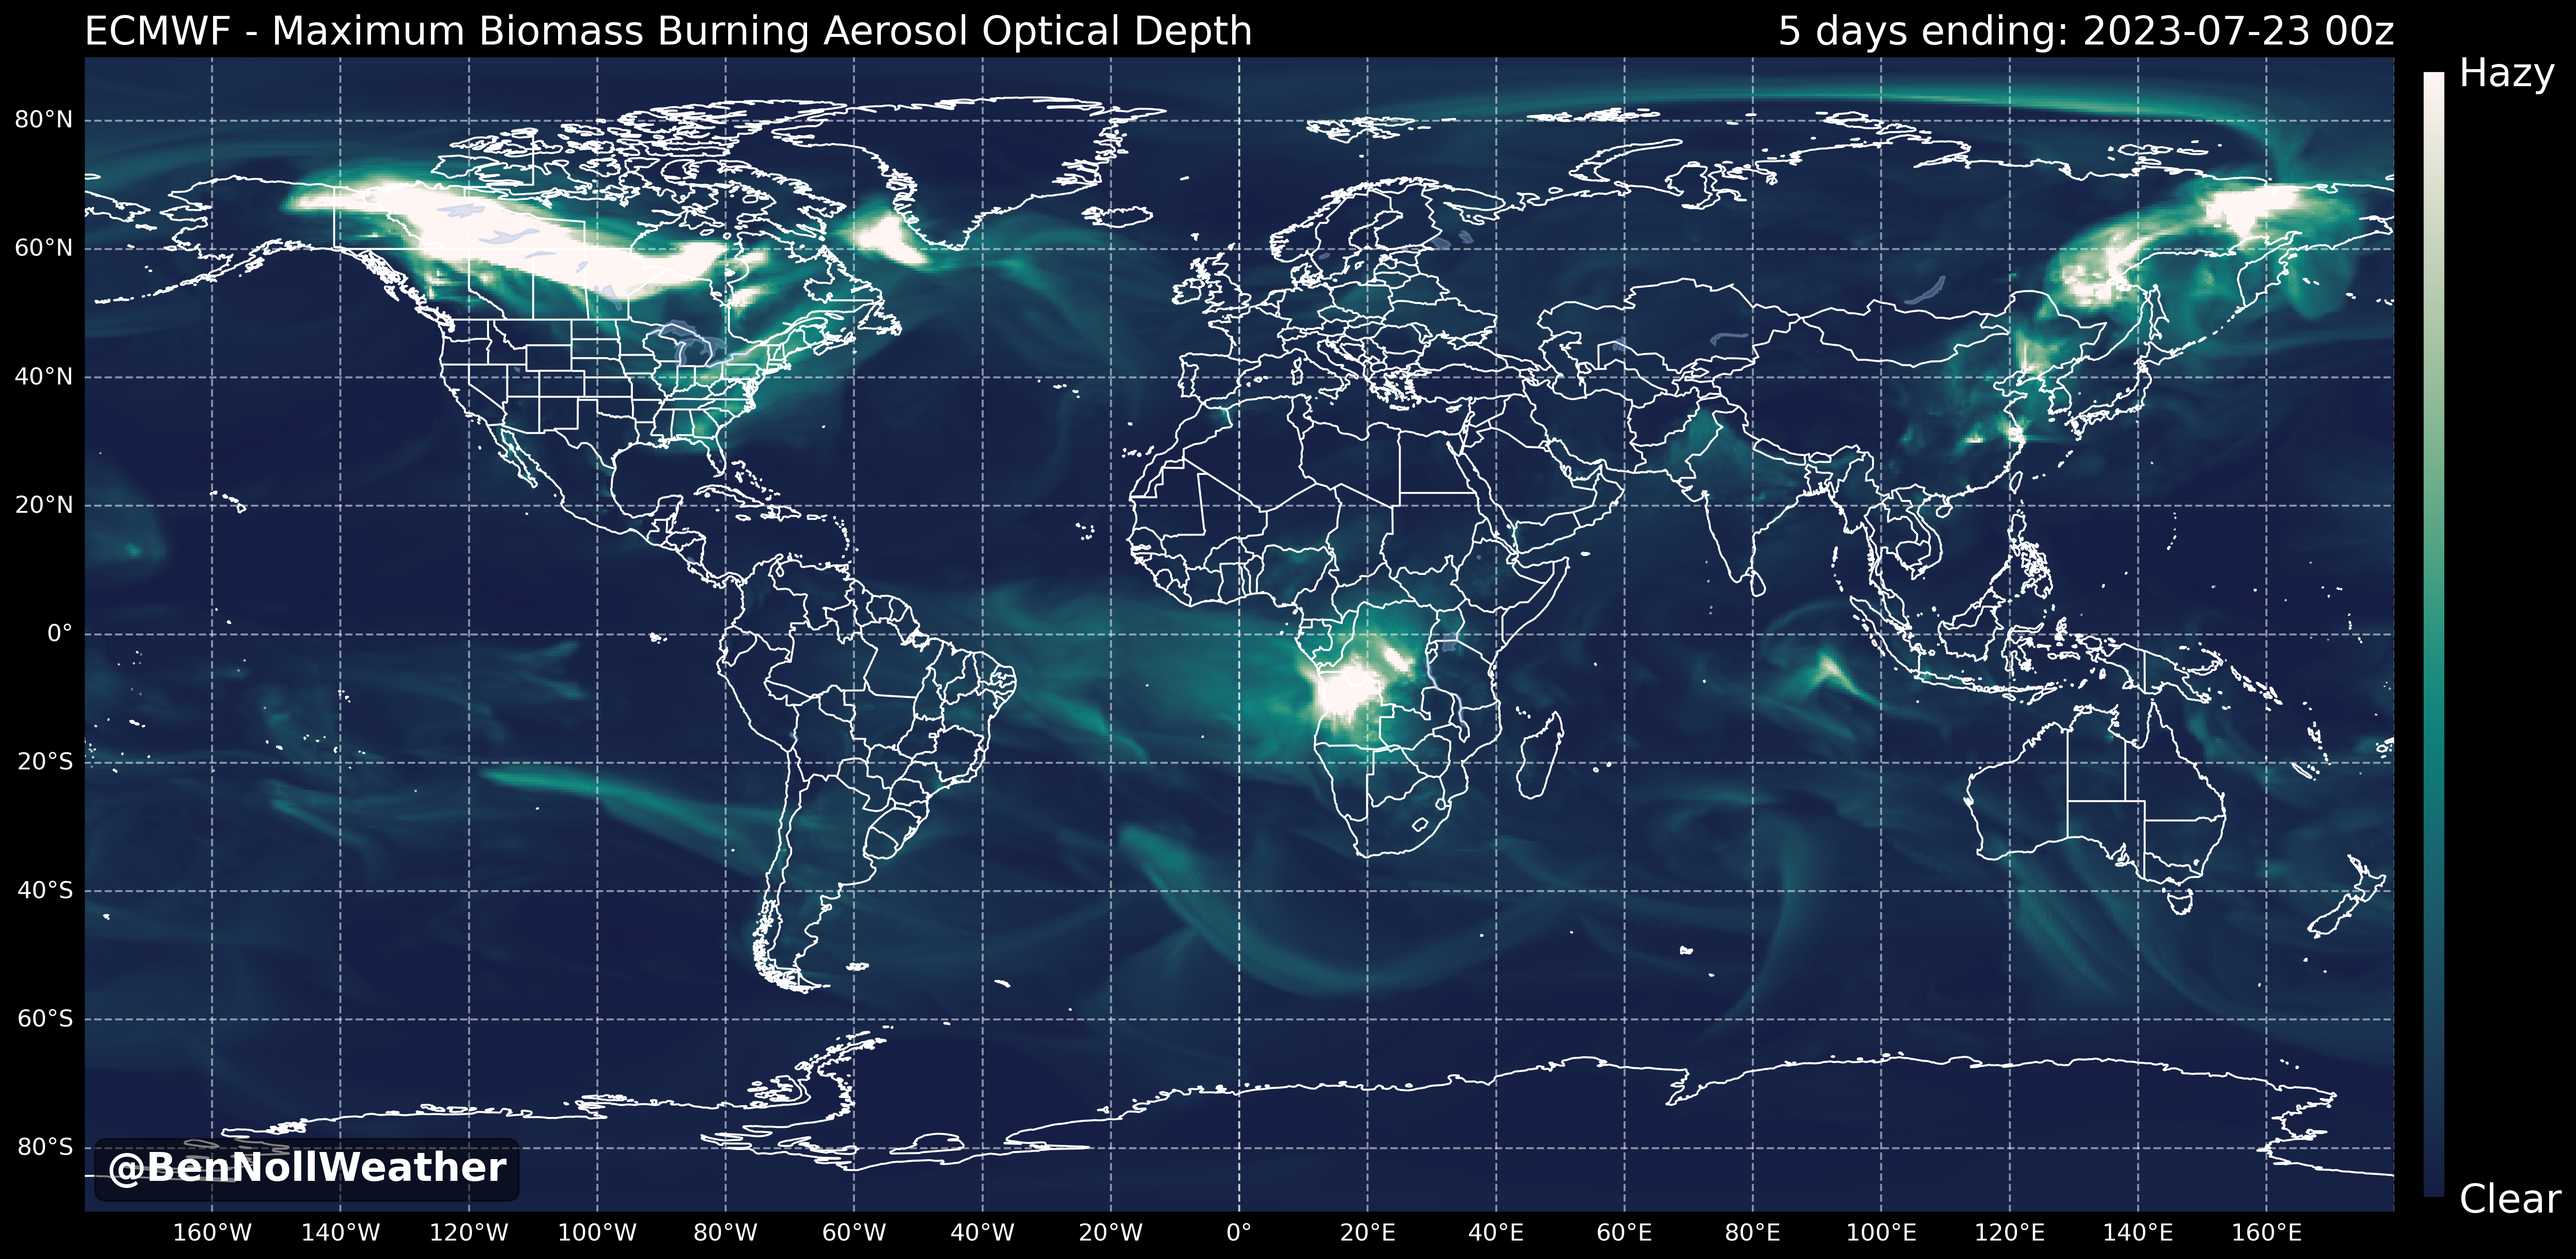 ECMWF - Maximum Biomass Burning Aerosol Optical Depth
5 days ending: 2023-07-23 00z
Hazy
80°N
60°N
40°N
20°N
0°
20°S
40°S
60°S
80°S
@BenNollWeather
Clear
160°W 140°W 120°W 100°W 80°W 60°W 40°W 20°W 0° 20°E 40°E 60°E 80°E 100°E 120°E 140°E 160°E